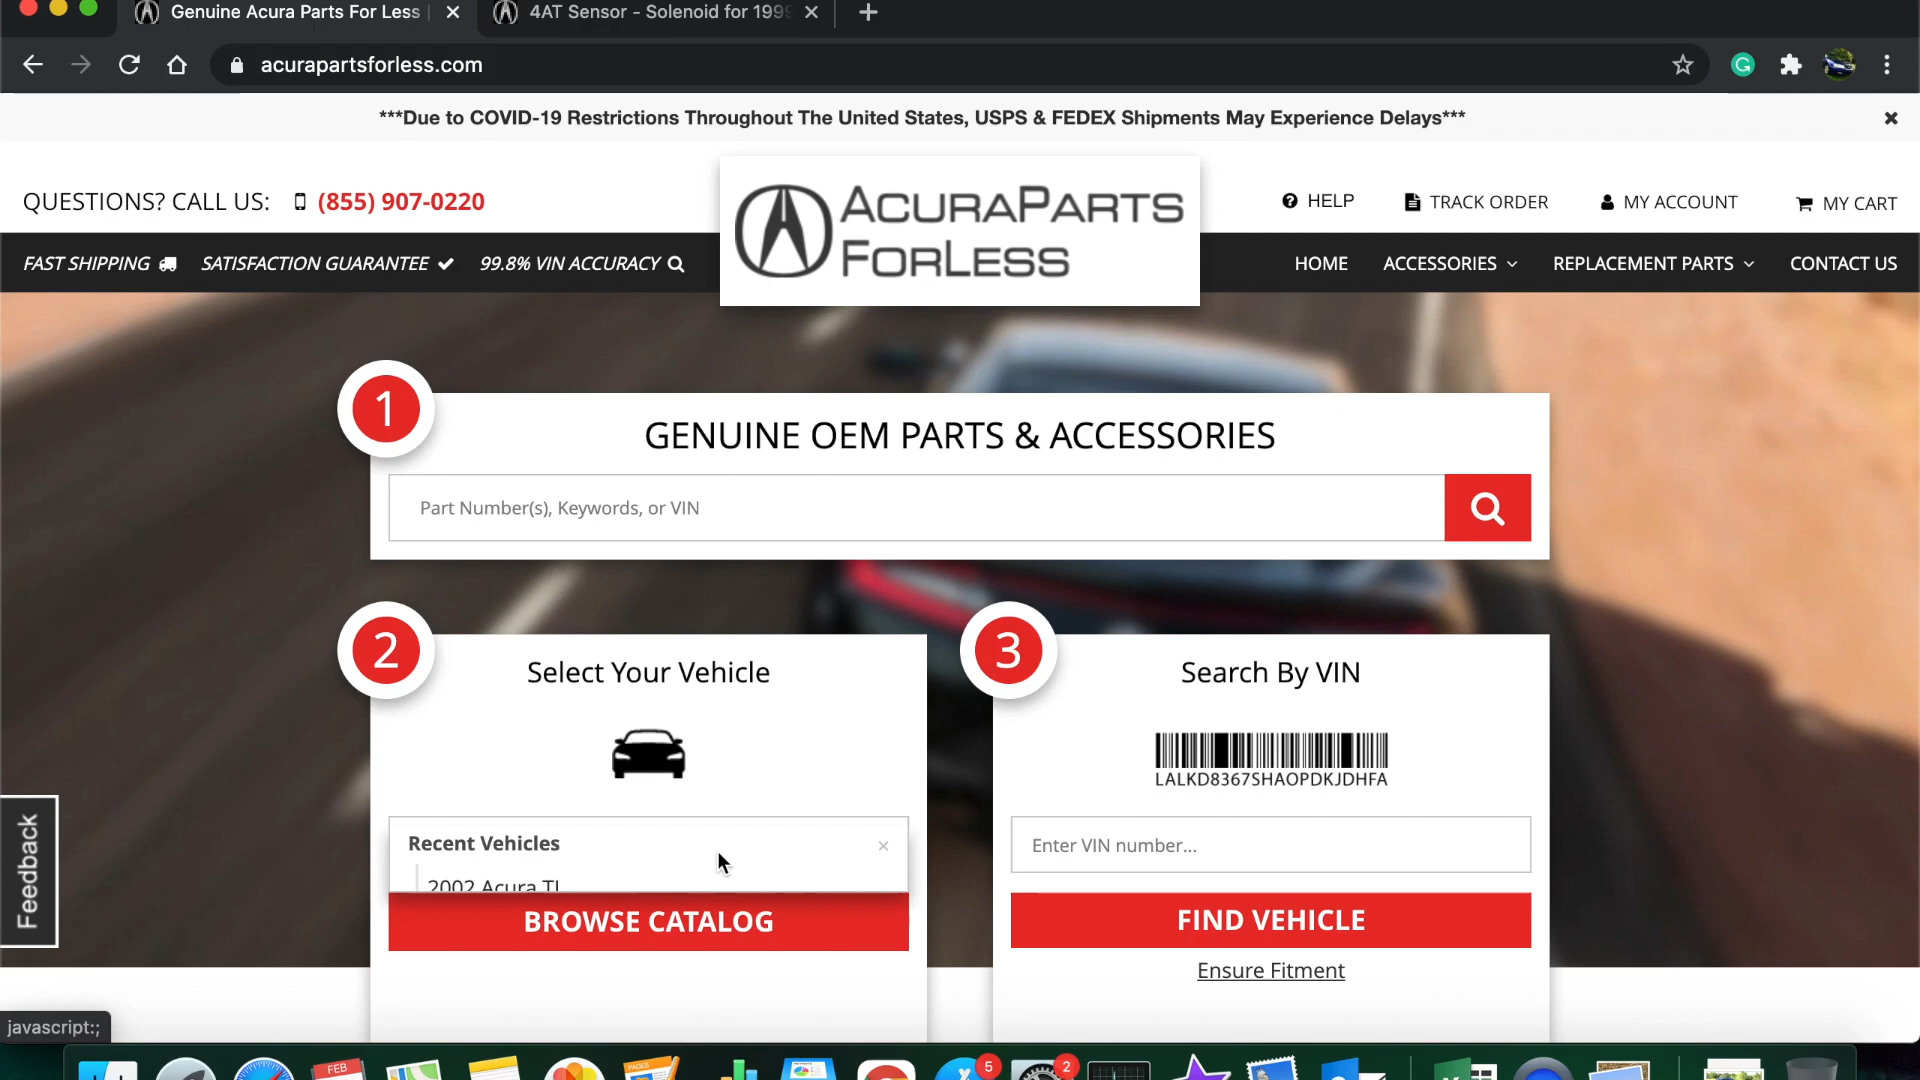 Genuine Acura Parts For Less
4AT Sensor - Solenoid for 199
acurapartsforless.com
***Due to COVID-19 Restrictions Throughout The United States, USPS & FEDEX Shipments May Experience Delays***
QUESTIONS? CALL US: (855) 907-0220
ACURAPARTS
FORLESS
HELP
TRACK ORDER
MY ACCOUNT
MY CART
FAST SHIPPING
SATISFACTION GUARANTEE
99.8% VIN ACCURACY
HOME
ACCESSORIES
REPLACEMENT PARTS
CONTACT US
1
GENUINE OEM PARTS & ACCESSORIES
Part Number(s), Keywords, or VIN
2
Select Your Vehicle
Recent Vehicles
2002 Acura TL
BROWSE CATALOG
3
Search By VIN
LALKD8367SHAOPDKJDHFA
Enter VIN number...
FIND VEHICLE
Ensure Fitment
Feedback
javascript:;
FEB
PAGES
5
2